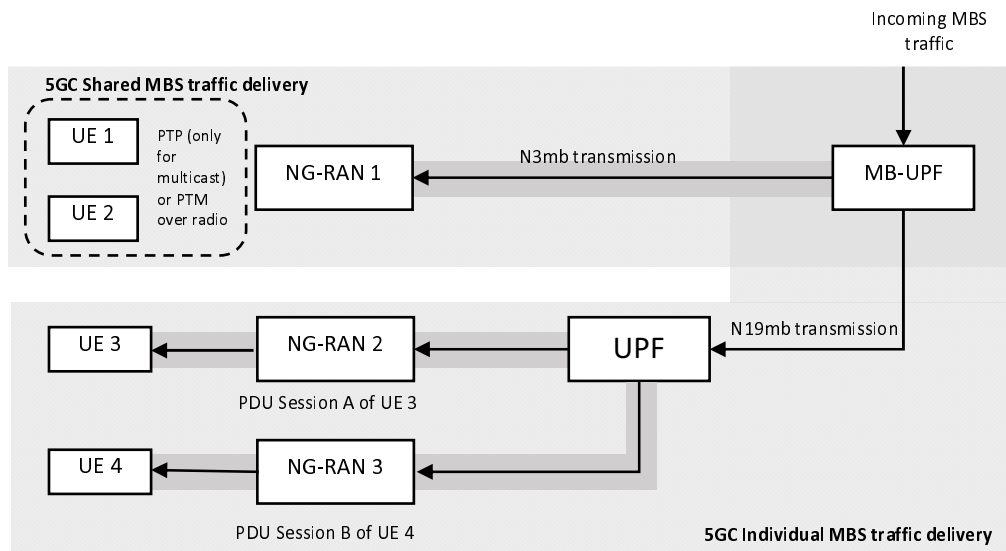 Incoming MBS
traffic
5GC Shared MBS traffic delivery
UE 1
PTP (only
for
multicast)
or PTM
over radio
UE 2
NG-RAN 1
N3mb transmission
MB-UPF
UE 3
NG-RAN 2
UPF
N19mb transmission
PDU Session A of UE 3
UE 4
NG-RAN 3
PDU Session B of UE 4
5GC Individual MBS traffic delivery